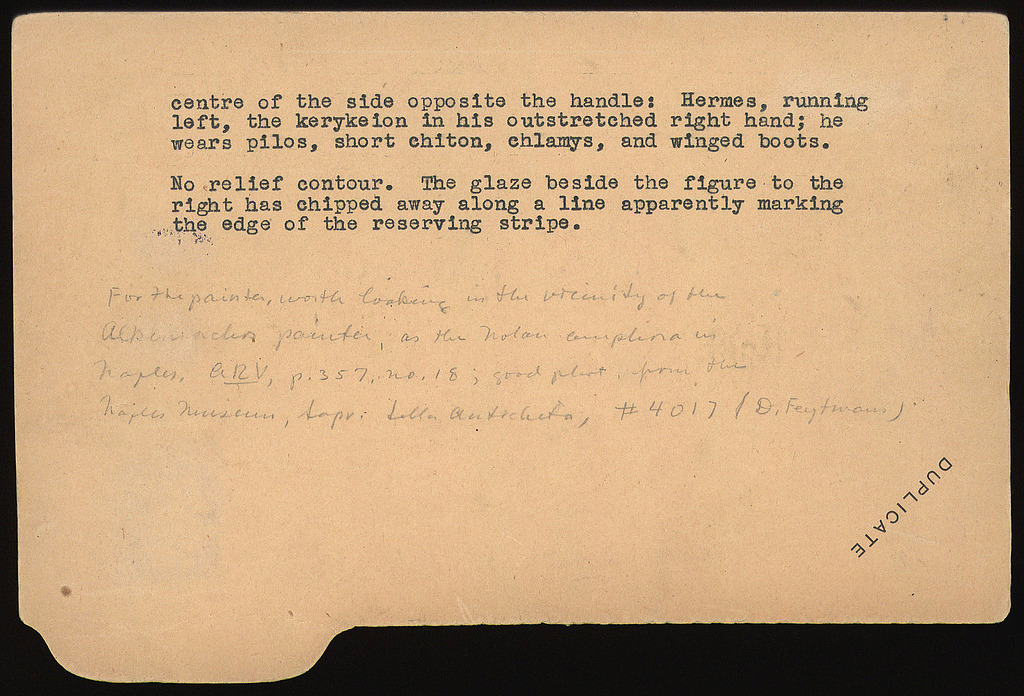 centre of the side opposite the handle: Hermes, running
left, the kerykeion in his outstretched right hand; he
wears pilos, short chiton, chlamys, and winged boots.
No relief contour. The glaze beside the figure to the
right has chipped away along a line apparently marking
the edge of the reserving stripe.
For the painter, worth looking in the vicinity of the
painter, as the Nolan amphora in
Naples, ARV, p. 357, no. 18; good phot. from the
Naples Museum, #4017 (D. Feytmans).
DUPLICATE